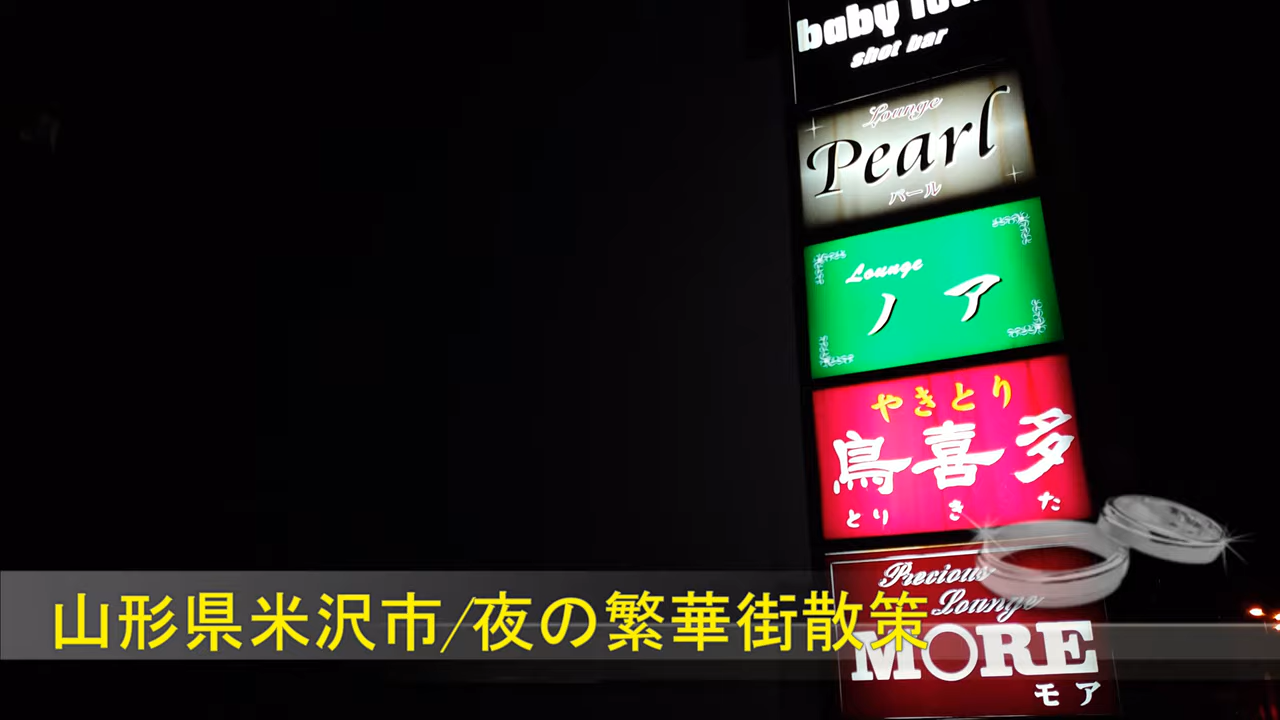 baby
shot bar
Lounge
Pearl
パール
Lounge
ノア
やきとり
鳥喜多
とりきた
Precious
Lounge
MORE
モア
山形県米沢市/夜の繁華街散策